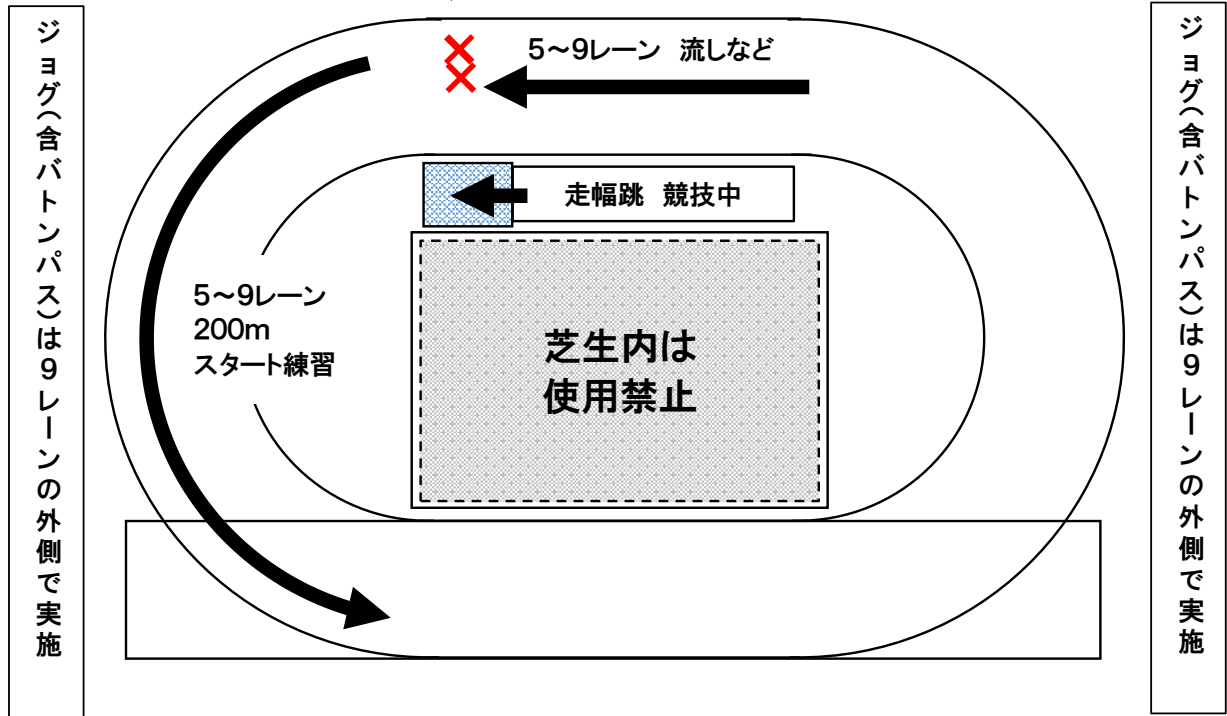 ジョグ(含バトンパス)は９レーンの外側で実施
5～9レーン 流しなど
走幅跳 競技中
5～9レーン
200m
スタート練習
芝生内は
使用禁止
ジョグ(含バトンパス)は９レーンの外側で実施